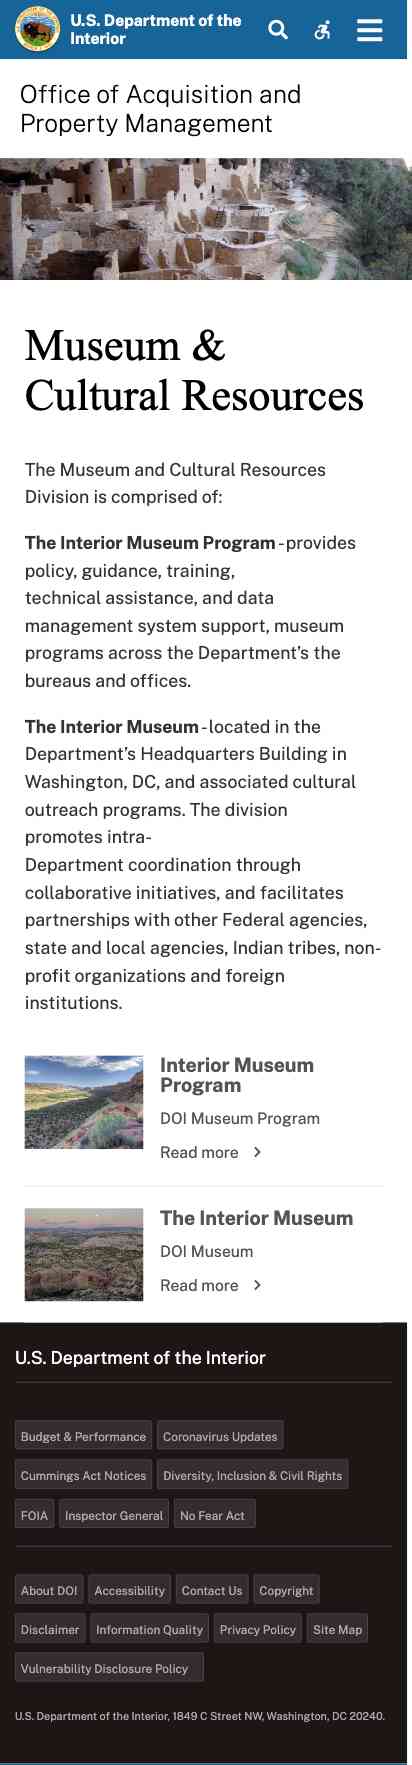 U.S. Department of the
Interior
Office of Acquisition and
Property Management
Museum &
Cultural Resources
The Museum and Cultural Resources
Division is comprised of:
The Interior Museum Program - provides
policy, guidance, training,
technical assistance, and data
management system support, museum
programs across the Department’s the
bureaus and offices.
The Interior Museum - located in the
Department’s Headquarters Building in
Washington, DC, and associated cultural
outreach programs. The division
promotes intra-
Department coordination through
collaborative initiatives, and facilitates
partnerships with other Federal agencies,
state and local agencies, Indian tribes, non-
profit organizations and foreign
institutions.
Interior Museum
Program
DOI Museum Program
Read more
The Interior Museum
DOI Museum
Read more
U.S. Department of the Interior
Budget & Performance Coronavirus Updates
Cummings Act Notices Diversity, Inclusion & Civil Rights
FOIA Inspector General No Fear Act
About DOI Accessibility Contact Us Copyright
Disclaimer Information Quality Privacy Policy Site Map
Vulnerability Disclosure Policy
U.S. Department of the Interior, 1849 C Street NW, Washington, DC 20240.